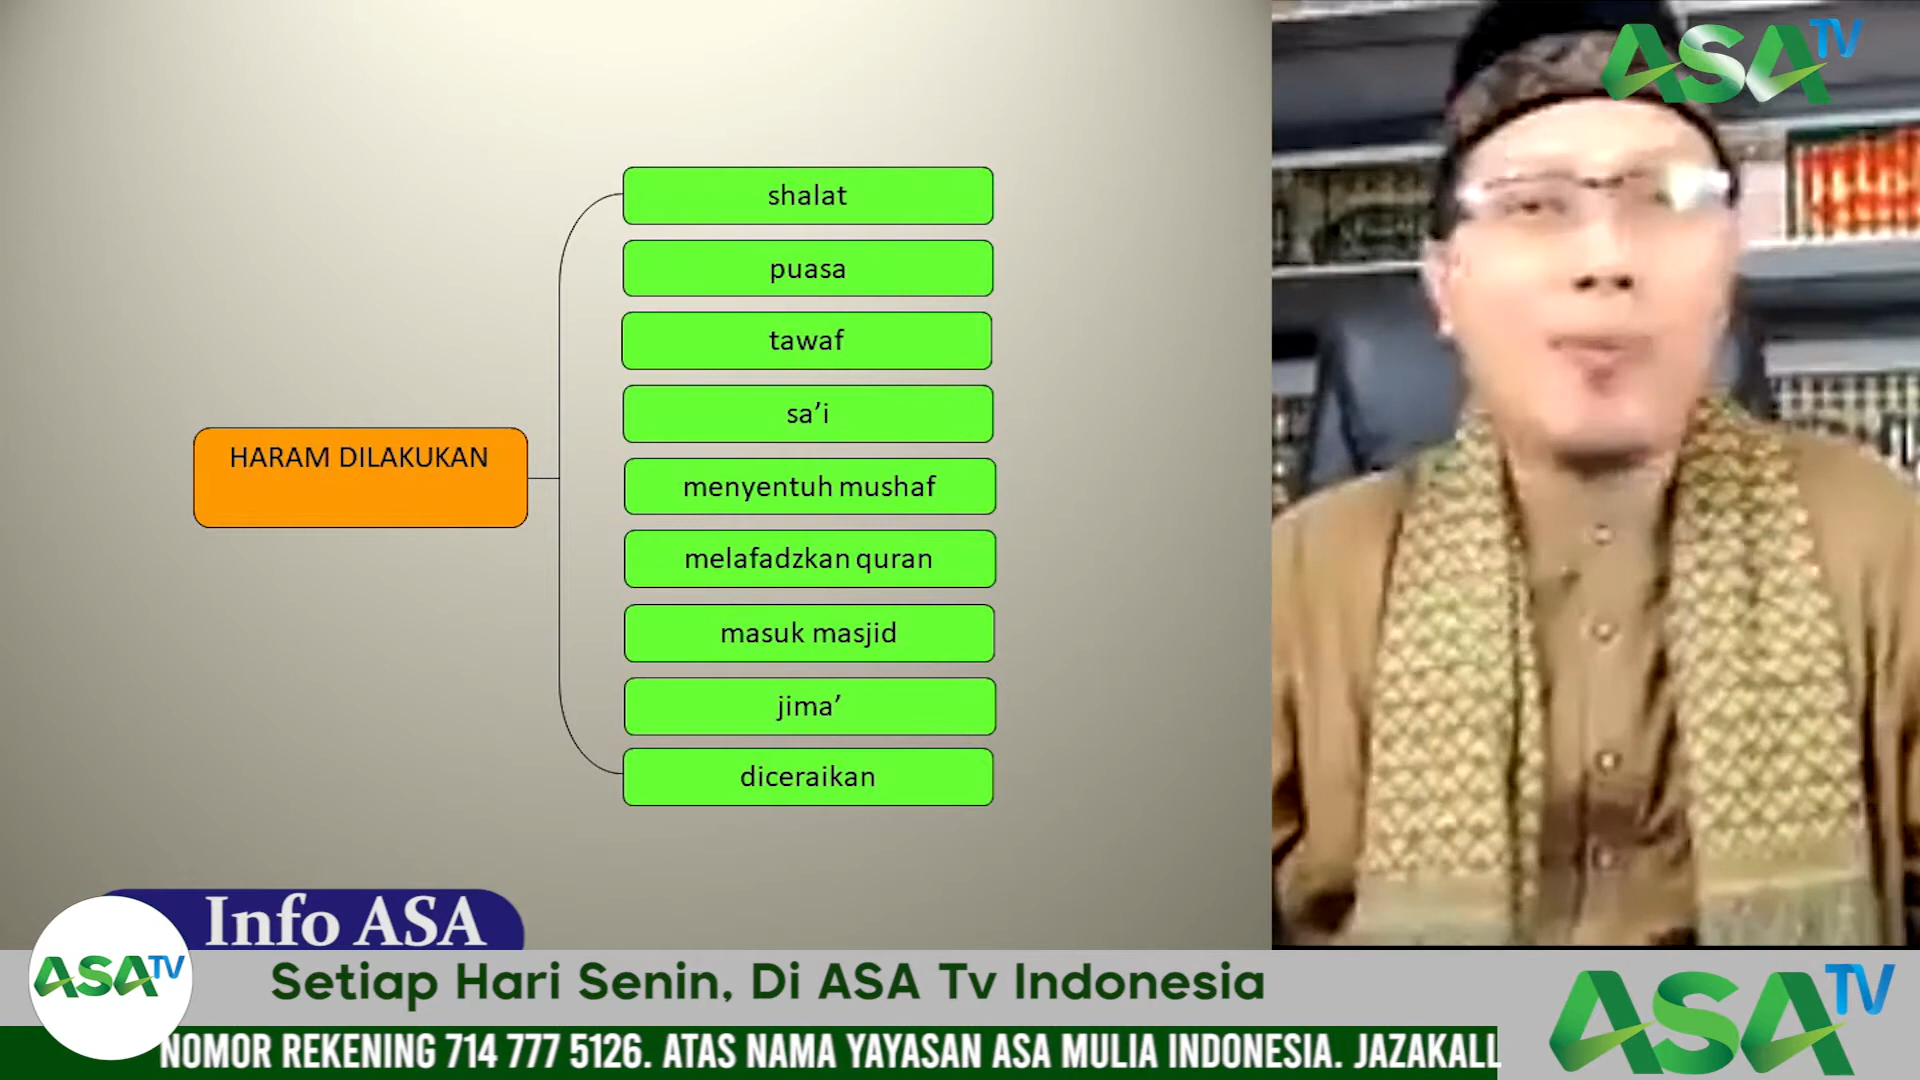 ASA TV
shalat
puasa
tawaf
sa’i
HARAM DILAKUKAN
menyentuh mushaf
melafadzkan quran
masuk masjid
jima’
diceraikan
Info ASA
ASA TV
Setiap Hari Senin, Di ASA Tv Indonesia
ASA TV
NOMOR REKENING 714 777 5126. ATAS NAMA YAYASAN ASA MULIA INDONESIA. JAZAKALL